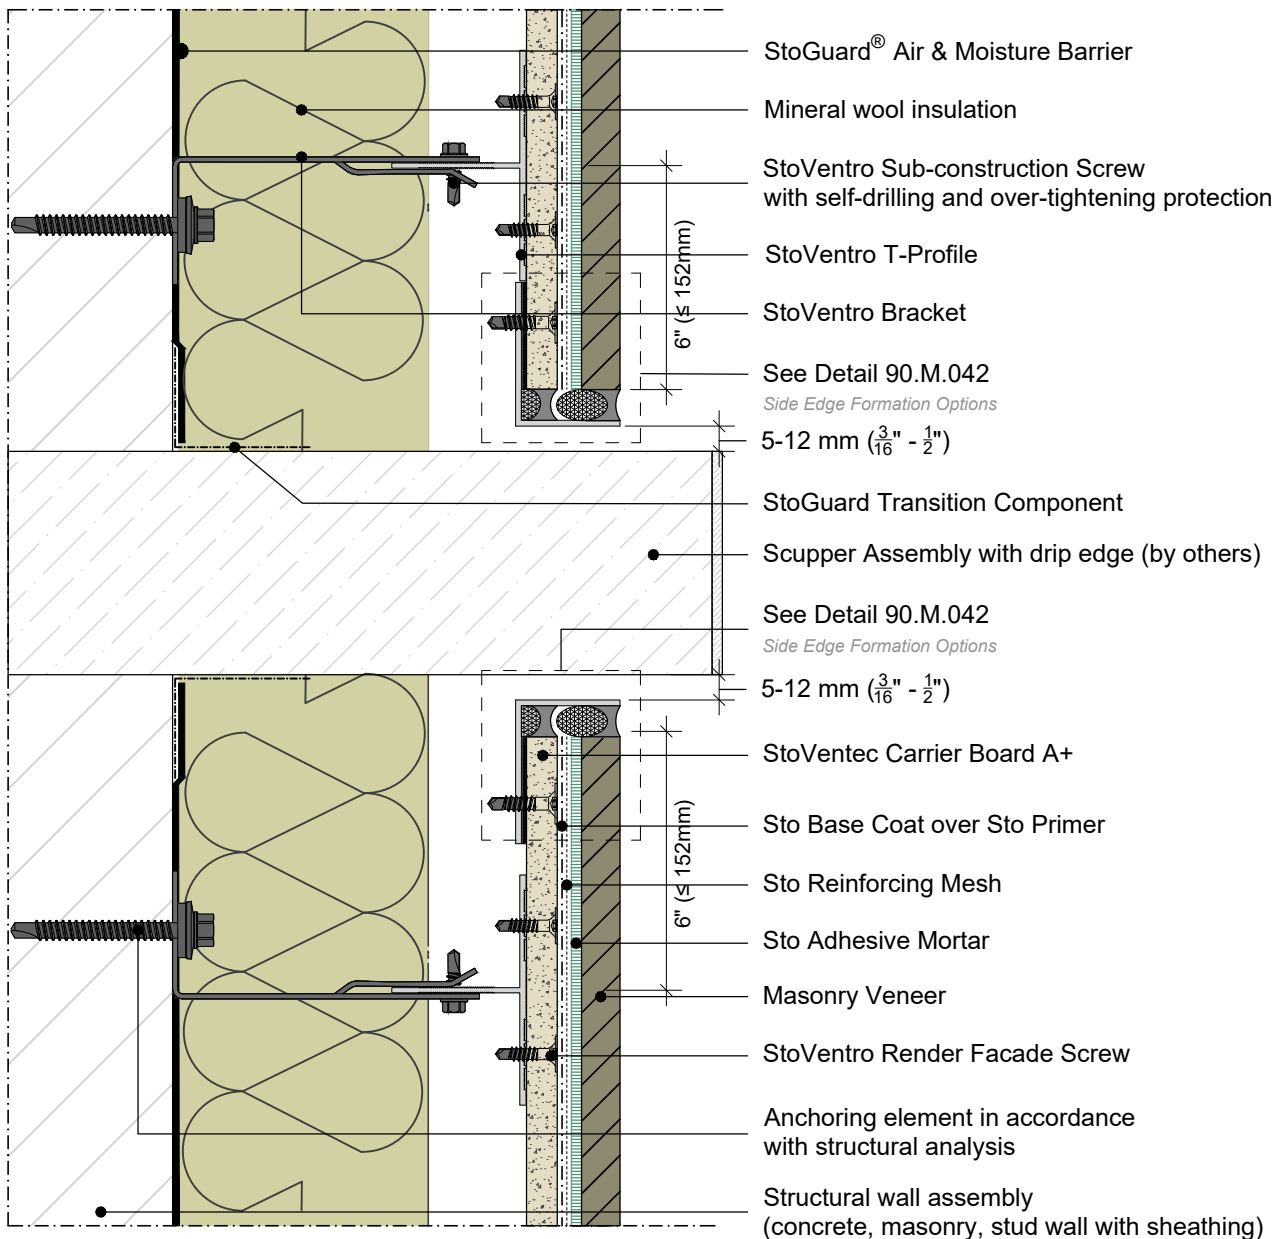 StoGuard® Air & Moisture Barrier
Mineral wool insulation
StoVentro Sub-construction Screw
with self-drilling and over-tightening protection
StoVentro T-Profile
StoVentro Bracket
6" (≤ 152mm)
See Detail 90.M.042
Side Edge Formation Options
5-12 mm (3/16" - 1/2")
StoGuard Transition Component
Scupper Assembly with drip edge (by others)
See Detail 90.M.042
Side Edge Formation Options
5-12 mm (3/16" - 1/2")
StoVentec Carrier Board A+
6" (≤ 152mm)
Sto Base Coat over Sto Primer
Sto Reinforcing Mesh
Sto Adhesive Mortar
Masonry Veneer
StoVentro Render Facade Screw
Anchoring element in accordance
with structural analysis
Structural wall assembly
(concrete, masonry, stud wall with sheathing)